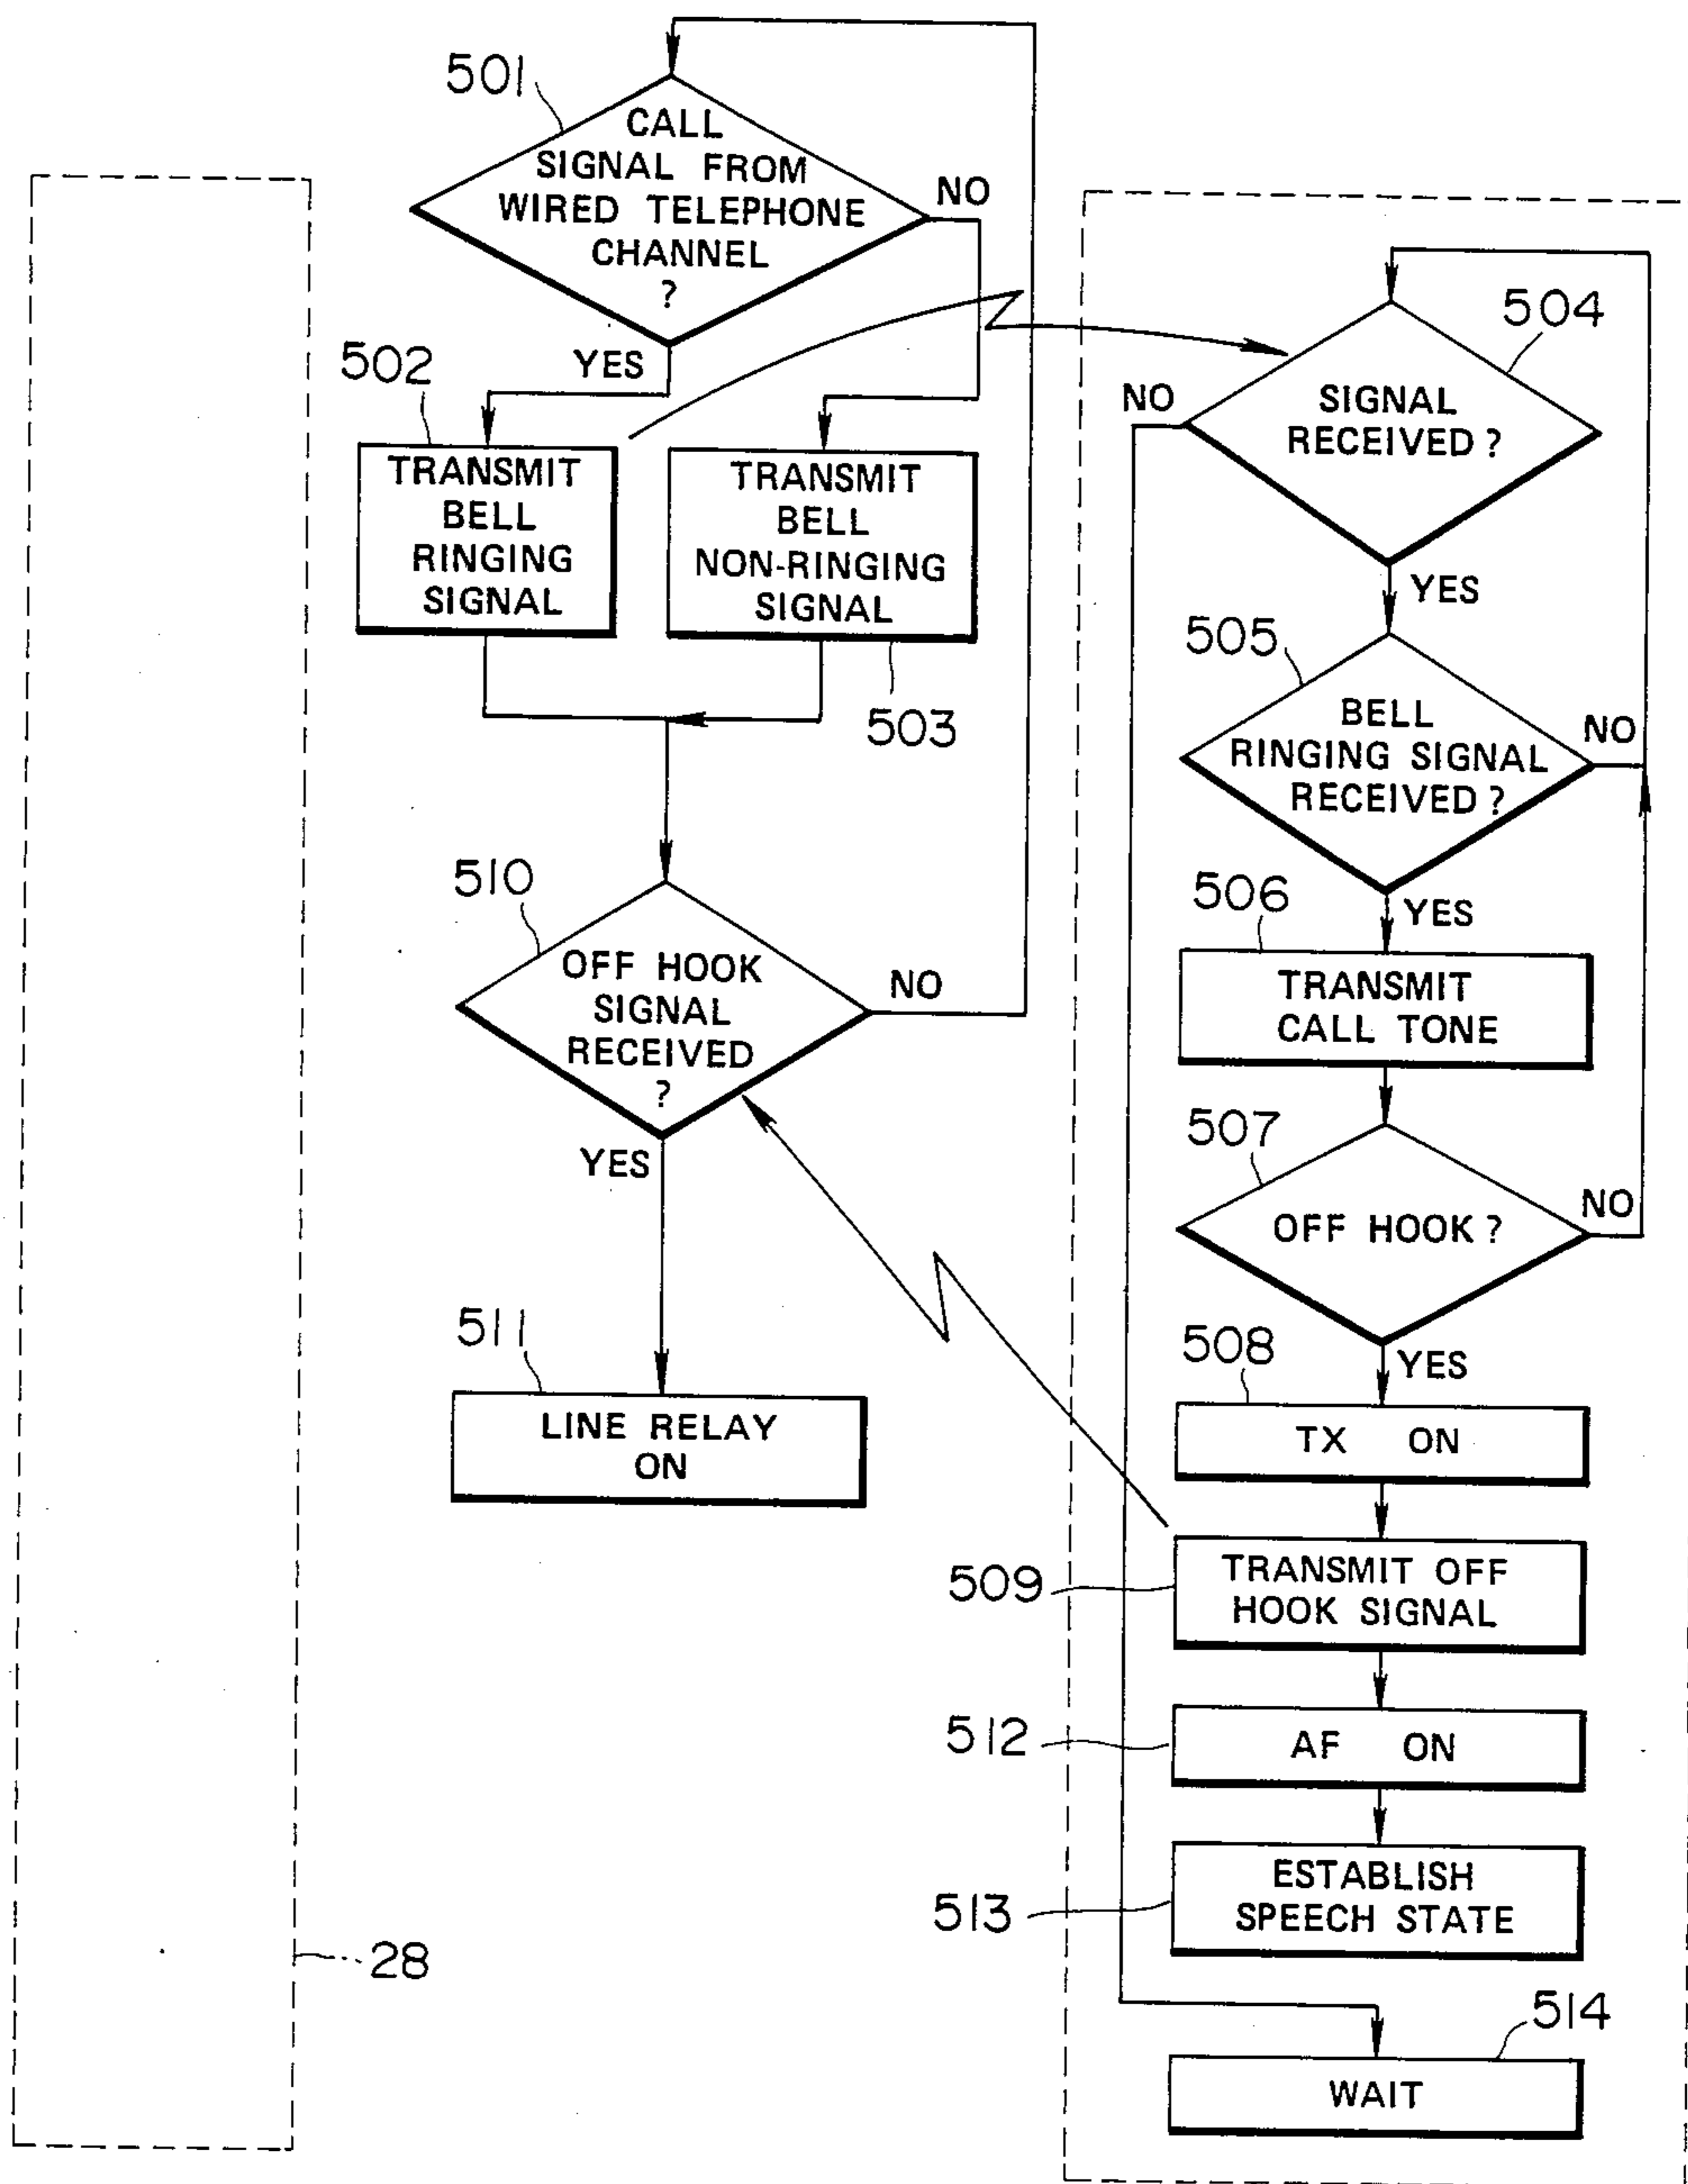 501
CALL
SIGNAL FROM
WIRED TELEPHONE
CHANNEL
?
NO
YES
502
TRANSMIT
BELL
RINGING
SIGNAL
TRANSMIT
BELL
NON-RINGING
SIGNAL
503
510
OFF HOOK
SIGNAL
RECEIVED
?
NO
YES
511
LINE RELAY
ON
28
504
SIGNAL
RECEIVED ?
NO
YES
505
BELL
RINGING SIGNAL
RECEIVED ?
NO
YES
506
TRANSMIT
CALL TONE
507
OFF HOOK ?
NO
YES
508
TX ON
509
TRANSMIT OFF
HOOK SIGNAL
512
AF ON
513
ESTABLISH
SPEECH STATE
514
WAIT